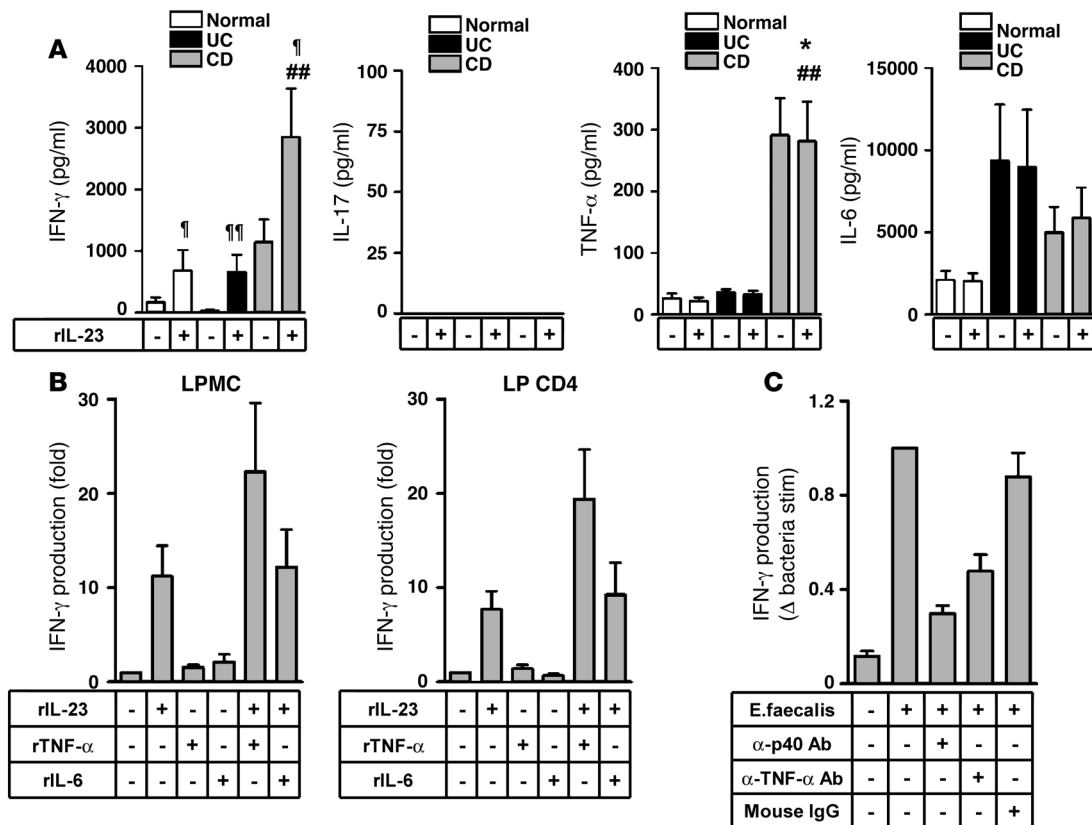 A
Normal
UC
CD
Normal
UC
CD
Normal
UC
CD
Normal
UC
CD
¶
##
¶
¶¶
*
##
IFN-γ (pg/ml)
4000
3000
2000
1000
0
IL-17 (pg/ml)
100
75
50
25
0
TNF-α (pg/ml)
400
300
200
100
0
IL-6 (pg/ml)
15000
10000
5000
0
rIL-23 - + - + - +
- + - + - +
- + - + - +
- + - + - +
B
LPMC
IFN-γ production (fold)
30
20
10
0
rIL-23 - + - - + +
rTNF-α - - + - + -
rIL-6 - - - + - +
LP CD4
IFN-γ production (fold)
30
20
10
0
rIL-23 - + - - + +
rTNF-α - - + - + -
rIL-6 - - - + - +
C
IFN-γ production
(Δ bacteria stim)
1.2
0.8
0.4
0
E.faecalis - + + + +
α-p40 Ab - - + - -
α-TNF-α Ab - - - + -
Mouse IgG - - - - +